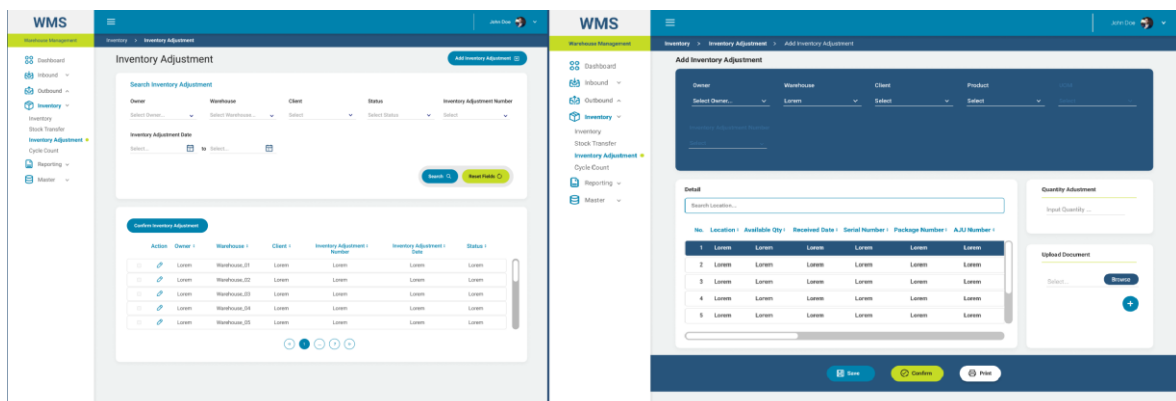 WMS
John Doe
Warehouse Management
Inventory > Inventory Adjustment
Dashboard
Inbound
Outbound
Inventory
Inventory
Stock Transfer
Inventory Adjustment
Cycle Count
Reporting
Master
Inventory Adjustment
Add Inventory Adjustment
Search Inventory Adjustment
Owner Warehouse Client Status Inventory Adjustment Number
Select Owner... Select Warehouse... Select Select Status Select
Inventory Adjustment Date
Select... to Select...
Search Reset Fields
Confirm Inventory Adjustment
Action Owner Warehouse Client Inventory Adjustment Number Inventory Adjustment Date Status
Lorem Warehouse_01 Lorem Lorem Lorem Lorem
Lorem Warehouse_02 Lorem Lorem Lorem Lorem
Lorem Warehouse_03 Lorem Lorem Lorem Lorem
Lorem Warehouse_04 Lorem Lorem Lorem Lorem
Lorem Warehouse_05 Lorem Lorem Lorem Lorem
1
WMS
John Doe
Warehouse Management
Inventory > Inventory Adjustment > Add Inventory Adjustment
Dashboard
Inbound
Outbound
Inventory
Inventory
Stock Transfer
Inventory Adjustment
Cycle Count
Reporting
Master
Add Inventory Adjustment
Owner Warehouse Client Product
Select Owner... Lorem Select Select
Detail
Search Location...
No. Location Available Qty Received Date Serial Number Package Number AJU Number
1 Lorem Lorem Lorem Lorem Lorem Lorem
2 Lorem Lorem Lorem Lorem Lorem Lorem
3 Lorem Lorem Lorem Lorem Lorem Lorem
4 Lorem Lorem Lorem Lorem Lorem Lorem
5 Lorem Lorem Lorem Lorem Lorem Lorem
Quantity Adustment
Input Quantity ...
Upload Document
Select... Browse
Save Confirm Print